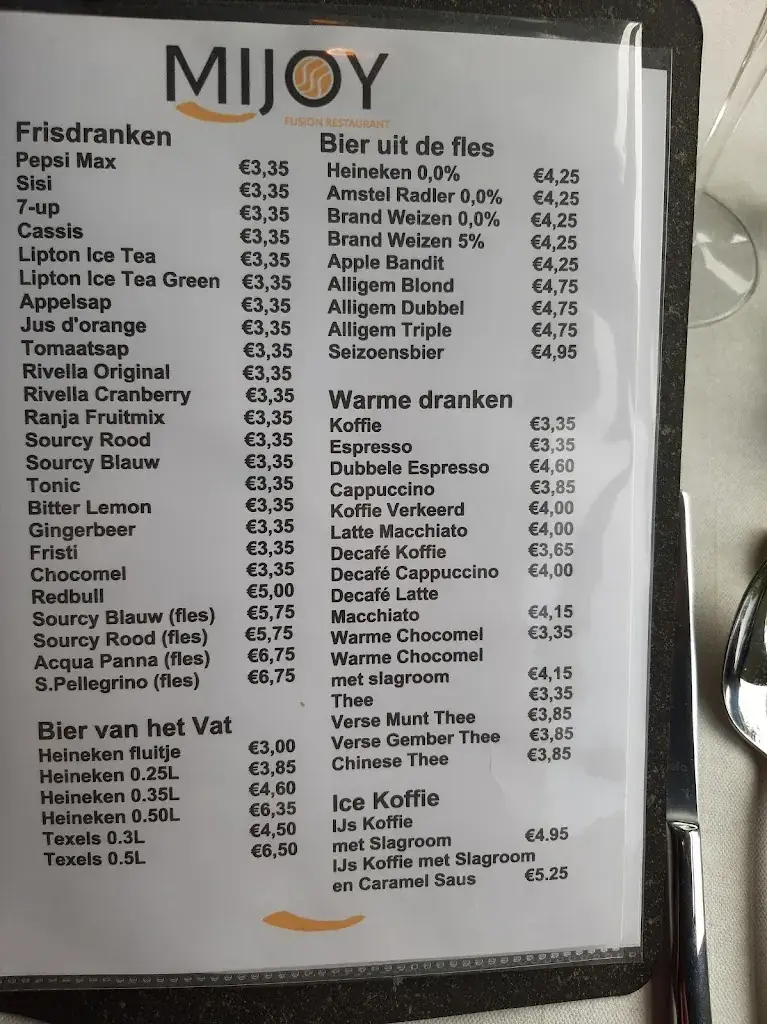 MIJOY
FUSION RESTAURANT
Frisdranken
Pepsi Max €3,35
Sisi €3,35
7-up €3,35
Cassis €3,35
Lipton Ice Tea €3,35
Lipton Ice Tea Green €3,35
Appelsap €3,35
Jus d'orange €3,35
Tomaatsap €3,35
Rivella Original €3,35
Rivella Cranberry €3,35
Ranja Fruitmix €3,35
Sourcy Rood €3,35
Sourcy Blauw €3,35
Tonic €3,35
Bitter Lemon €3,35
Gingerbeer €3,35
Fristi €3,35
Chocomel €3,35
Redbull €5,00
Sourcy Blauw (fles) €5,75
Sourcy Rood (fles) €5,75
Acqua Panna (fles) €6,75
S.Pellegrino (fles) €6,75
Bier van het Vat
Heineken fluitje €3,00
Heineken 0.25L €3,85
Heineken 0.35L €4,60
Heineken 0.50L €6,35
Texels 0.3L €4,50
Texels 0.5L €6,50
Bier uit de fles
Heineken 0,0% €4,25
Amstel Radler 0,0% €4,25
Brand Weizen 0,0% €4,25
Brand Weizen 5% €4,25
Apple Bandit €4,25
Alligem Blond €4,75
Alligem Dubbel €4,75
Alligem Triple €4,75
Seizoensbier €4,95
Warme dranken
Koffie €3,35
Espresso €3,35
Dubbele Espresso €4,60
Cappuccino €3,85
Koffie Verkeerd €4,00
Latte Macchiato €4,00
Decafé Koffie €3,65
Decafé Cappuccino €4,00
Decafé Latte
Macchiato €4,15
Warme Chocomel €3,35
Warme Chocomel
met slagroom €4,15
Thee €3,35
Verse Munt Thee €3,85
Verse Gember Thee €3,85
Chinese Thee €3,85
Ice Koffie
IJs Koffie
met Slagroom €4.95
IJs Koffie met Slagroom
en Caramel Saus €5.25